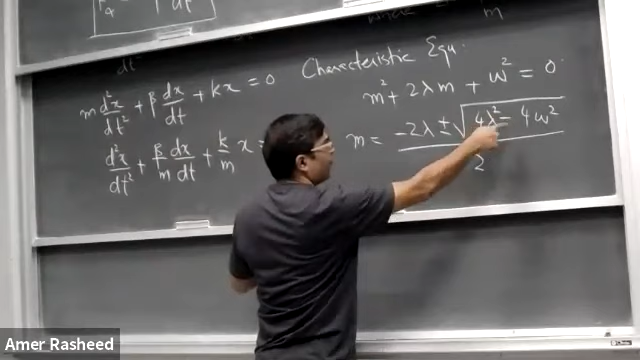 dt
m
m d²x/dt² + β dx/dt + kx = 0
d²x/dt² + β/m dx/dt + k/m x =
Characteristic Equ:
m² + 2λm + ω² = 0
m = (-2λ ± √(4λ² - 4ω²))/2
Amer Rasheed